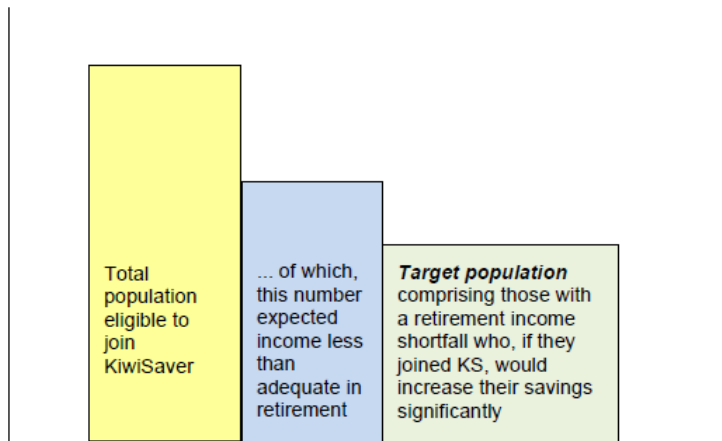 Total
population
eligible to
join
KiwiSaver
... of which,
this number
expected
income less
than
adequate in
retirement
Target population
comprising those with
a retirement income
shortfall who, if they
joined KS, would
increase their savings
significantly